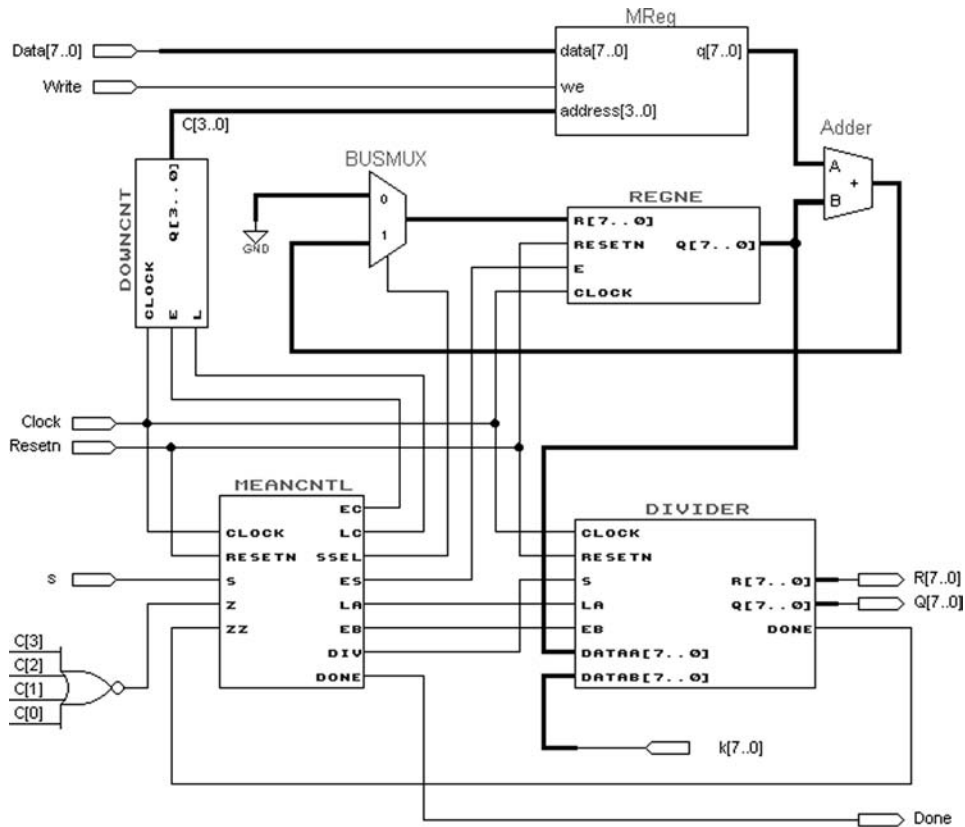 MReg
Data[7..0]
data[7..0]
q[7..0]
Write
we
address[3..0]
C[3..0]
Adder
A
+
B
BUSMUX
0
1
GND
DOWNCNT
Q[3..0]
CLOCK
E
L
REGNE
R[7..0]
RESETN
Q[7..0]
E
CLOCK
Clock
Resetn
MEANCNTL
EC
CLOCK
LC
RESETN
SSEL
S
ES
Z
LA
ZZ
EB
DIV
DONE
s
C[3]
C[2]
C[1]
C[0]
DIVIDER
CLOCK
RESETN
S
R[7..0]
LA
Q[7..0]
EB
DONE
DATAA[7..0]
DATAB[7..0]
R[7..0]
Q[7..0]
k[7..0]
Done